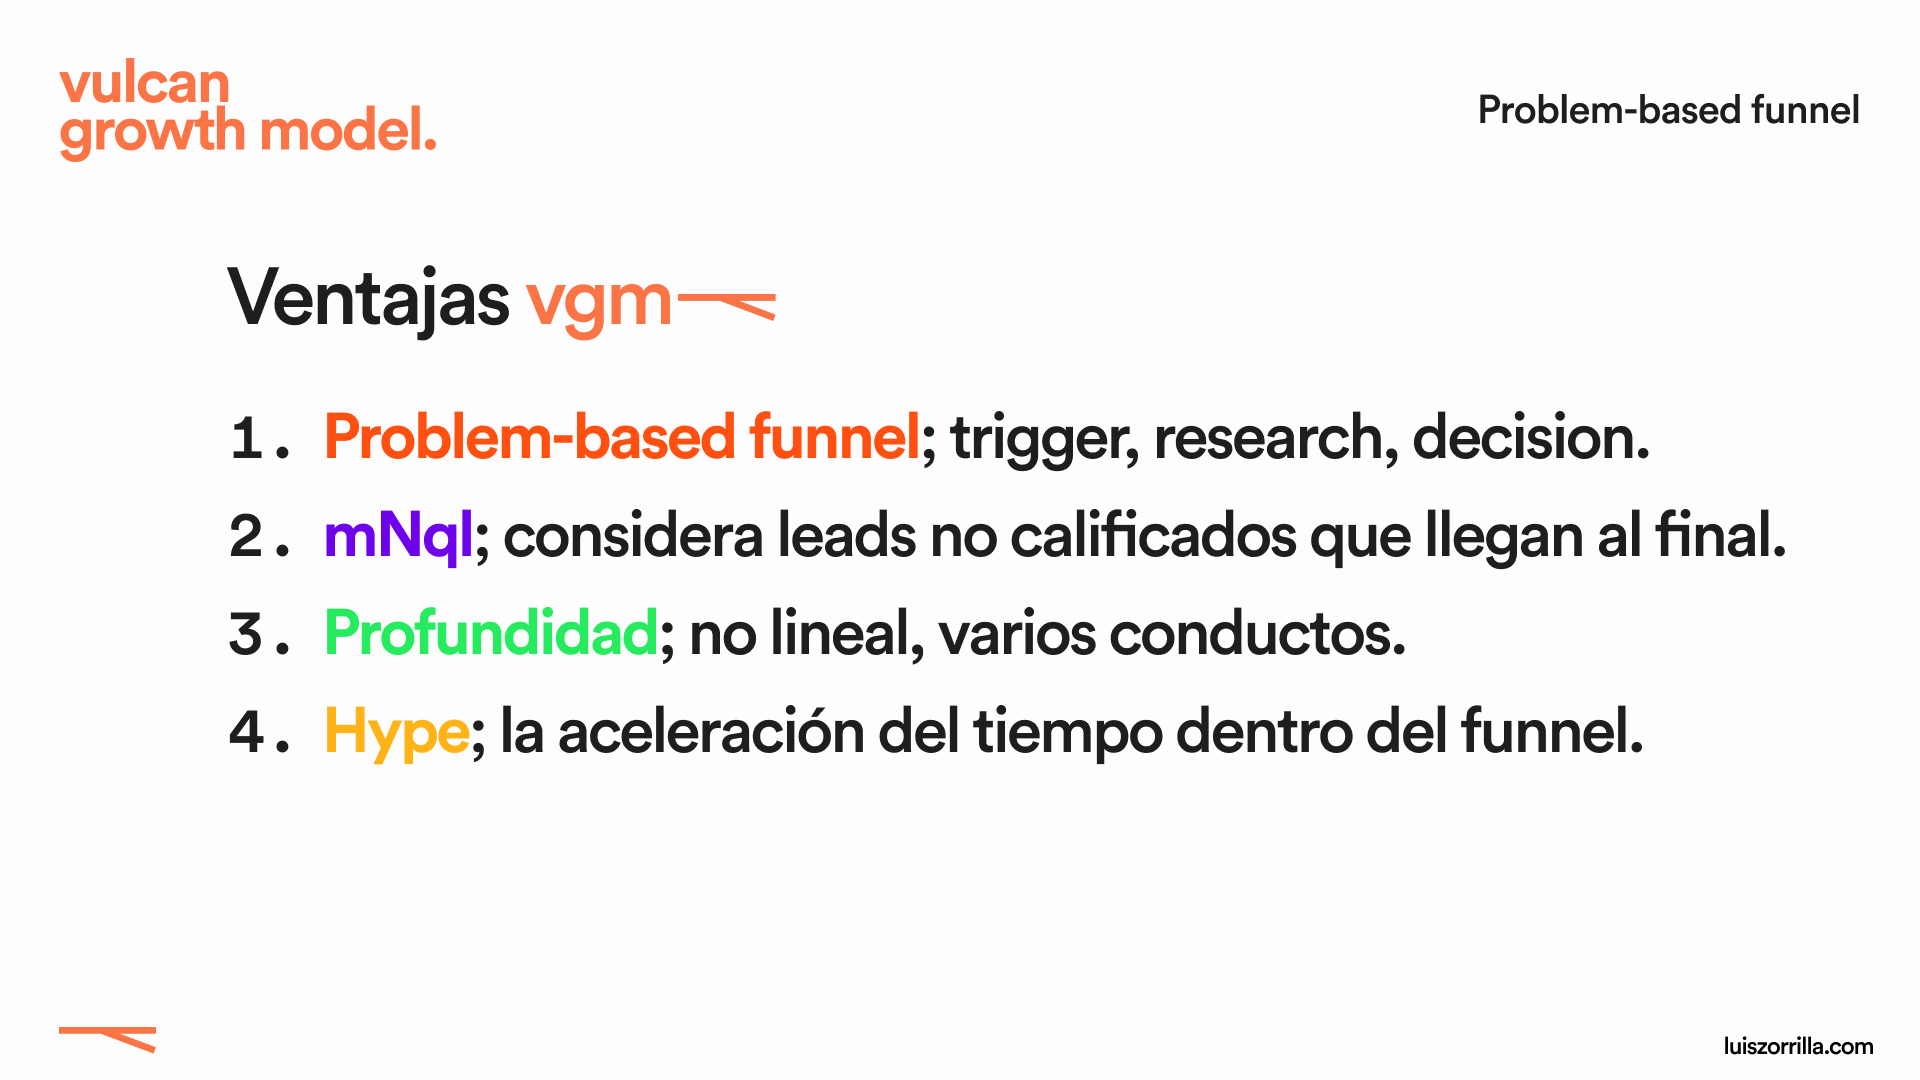 vulcan
growth model.
Problem-based funnel
Ventajas vgm
1. Problem-based funnel; trigger, research, decision.
2. mNql; considera leads no calificados que llegan al final.
3. Profundidad; no lineal, varios conductos.
4. Hype; la aceleración del tiempo dentro del funnel.
luiszorrilla.com